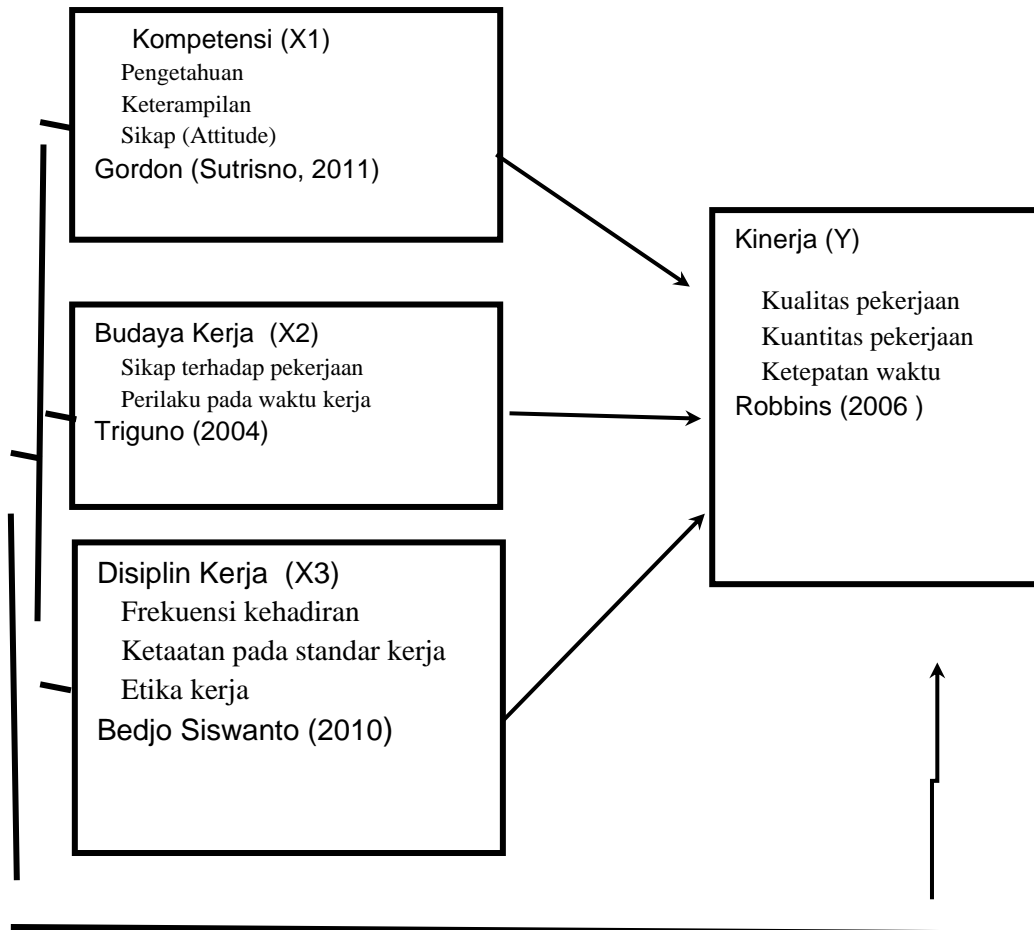 Kompetensi (X1)
Pengetahuan
Keterampilan
Sikap (Attitude)
Gordon (Sutrisno, 2011)
Budaya Kerja (X2)
Sikap terhadap pekerjaan
Perilaku pada waktu kerja
Triguno (2004)
Disiplin Kerja (X3)
Frekuensi kehadiran
Ketaatan pada standar kerja
Etika kerja
Bedjo Siswanto (2010)
Kinerja (Y)
Kualitas pekerjaan
Kuantitas pekerjaan
Ketepatan waktu
Robbins (2006 )